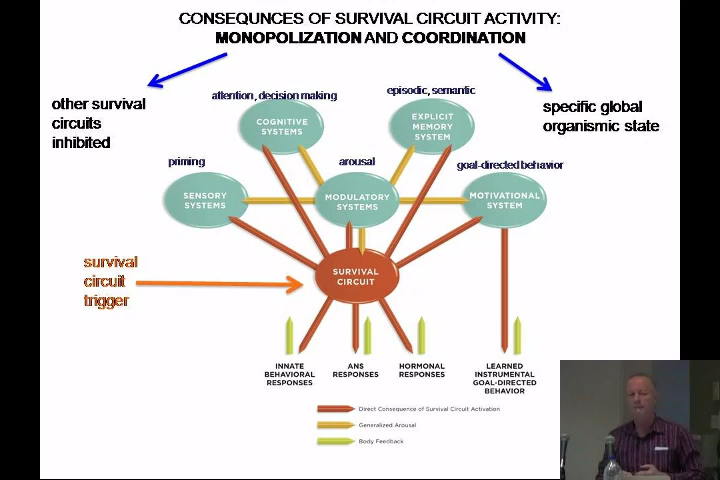 CONSEQUNCES OF SURVIVAL CIRCUIT ACTIVITY:
MONOPOLIZATION AND COORDINATION
other survival
circuits
inhibited
specific global
organismic state
attention, decision making
episodic, semantic
COGNITIVE
SYSTEMS
EXPLICIT
MEMORY
SYSTEM
priming
arousal
goal-directed behavior
SENSORY
SYSTEMS
MODULATORY
SYSTEMS
MOTIVATIONAL
SYSTEM
survival
circuit
trigger
SURVIVAL
CIRCUIT
INNATE
BEHAVIORAL
RESPONSES
ANS
RESPONSES
HORMONAL
RESPONSES
LEARNED
INSTRUMENTAL
GOAL-DIRECTED
BEHAVIOR
Direct Consequence of Survival Circuit Activation
Generalized Arousal
Body Feedback